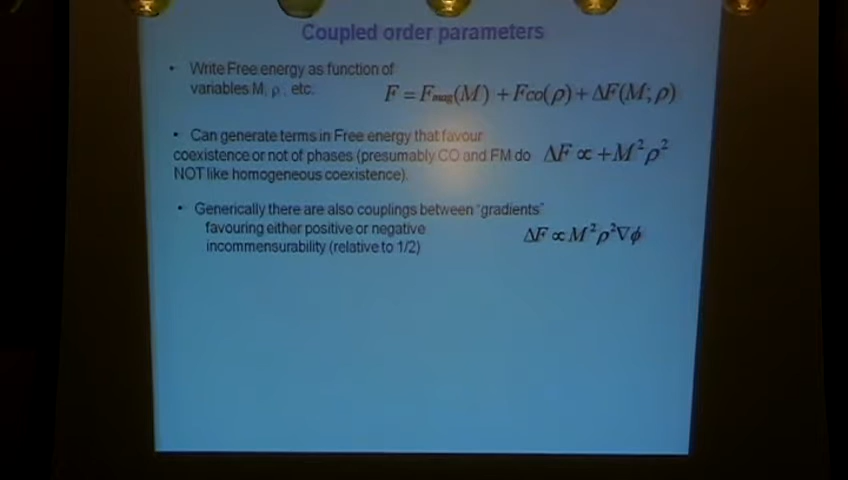 Coupled order parameters
• Write Free energy as function of
variables M, ρ, etc.
F = Fmag(M) + Fco(ρ) + ΔF(M; ρ)
• Can generate terms in Free energy that favour
coexistence or not of phases (presumably CO and FM do
NOT like homogeneous coexistence).
ΔF ∝ +M²ρ²
• Generically there are also couplings between "gradients"
favouring either positive or negative
incommensurability (relative to 1/2)
ΔF ∝ M²ρ²∇ϕ